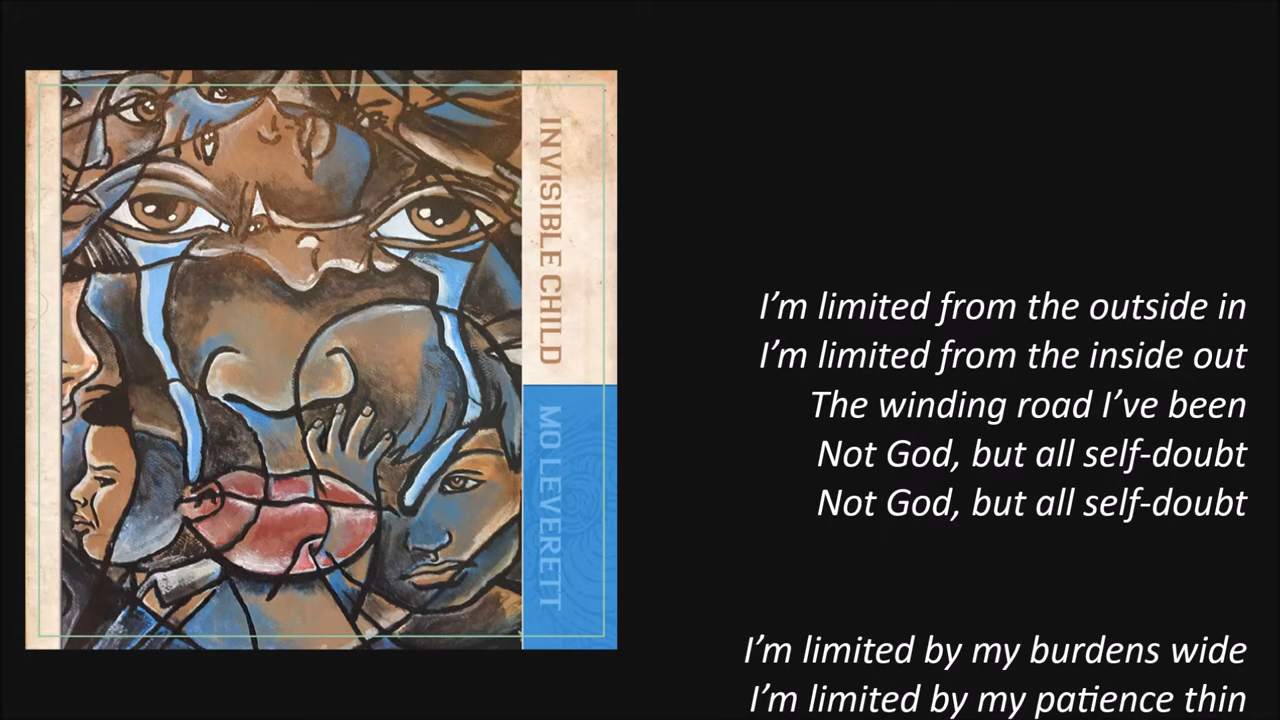 INVISIBLE CHILD
MO LEVERETT
I’m limited from the outside in
I’m limited from the inside out
The winding road I’ve been
Not God, but all self-doubt
Not God, but all self-doubt
I’m limited by my burdens wide
I’m limited by my patience thin